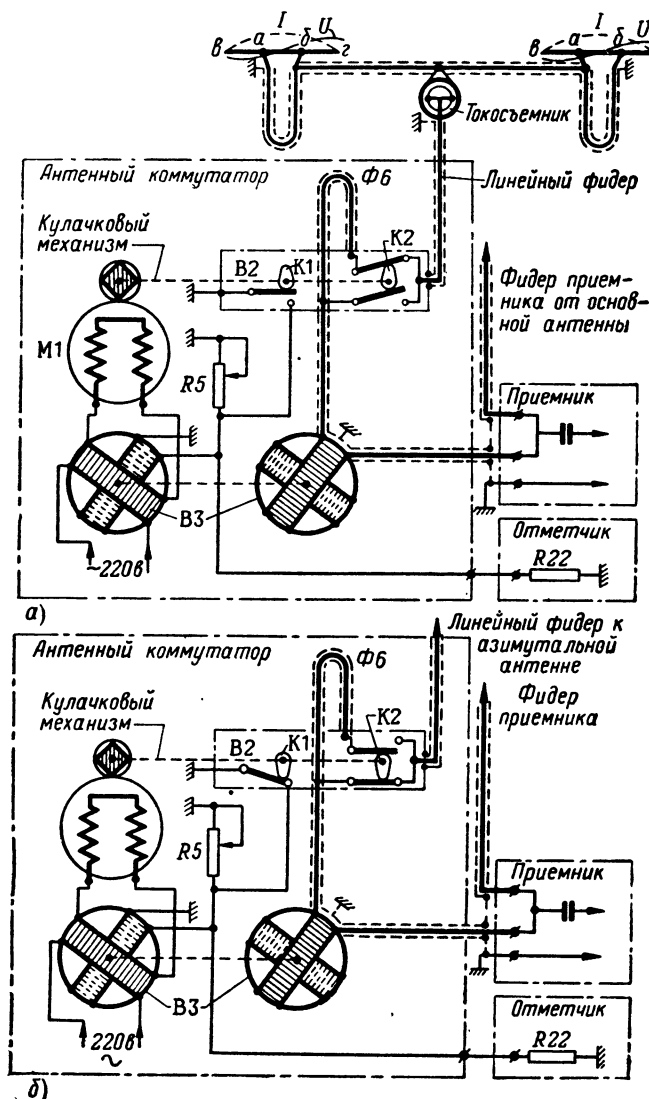 I U I U
в а б г в а б
Токосъемник
Антенный коммутатор
Ф6
Линейный фидер
Кулачковый
механизм
В2 К1 К2
Фидер прием-
ника от основ-
ной антенны
М1
R5
Приемник
В3
~220в
Отметчик
R22
а)
Линейный фидер к
азимутальной
антенне
Антенный коммутатор
Ф6
Фидер
приемника
Кулачковый
механизм
В2 К1 К2
R5
Приемник
В3
220в
~
Отметчик
R22
б)